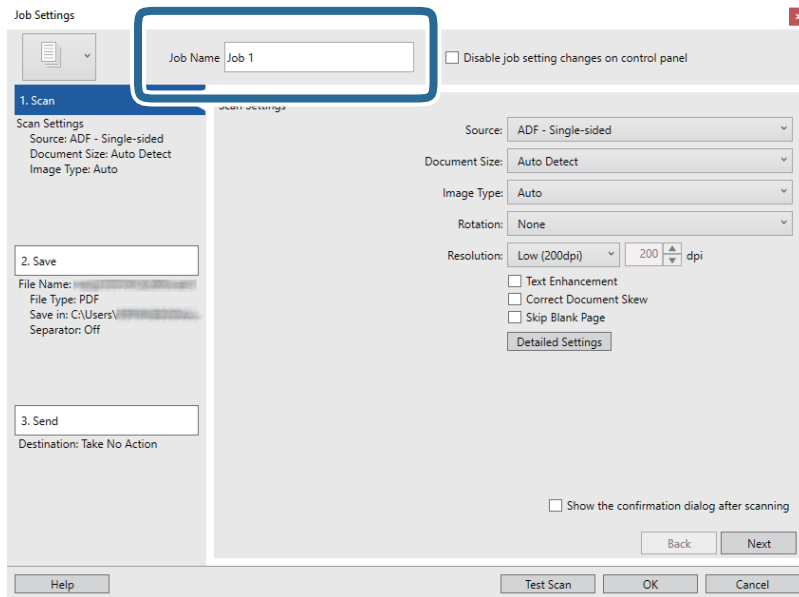 Job Settings
Job Name Job 1
Disable job setting changes on control panel
1. Scan
Scan Settings
Source: ADF - Single-sided
Document Size: Auto Detect
Image Type: Auto
2. Save
File Name:
File Type: PDF
Save in: C:\Users\
Separator: Off
3. Send
Destination: Take No Action
Scan Settings
Source: ADF - Single-sided
Document Size: Auto Detect
Image Type: Auto
Rotation: None
Resolution: Low (200dpi) 200 dpi
Text Enhancement
Correct Document Skew
Skip Blank Page
Detailed Settings
Show the confirmation dialog after scanning
Back Next
Help Test Scan OK Cancel